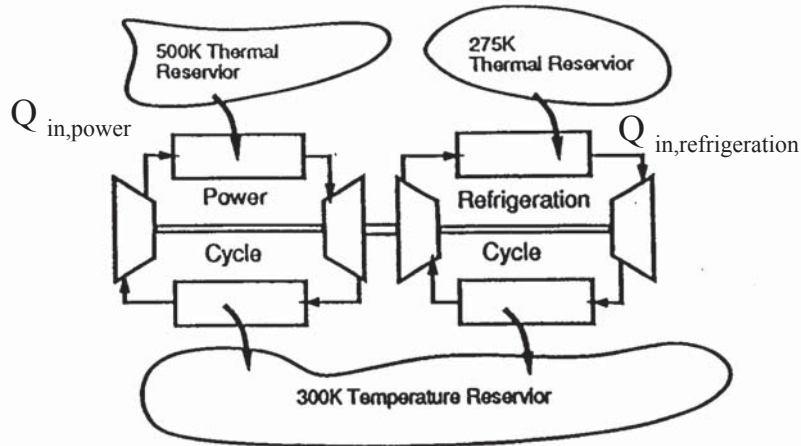 500K Thermal
Reservior
275K
Thermal Reservior
Q in,power
Q in,refrigeration
Power
Refrigeration
Cycle
Cycle
300K Temperature Reservior